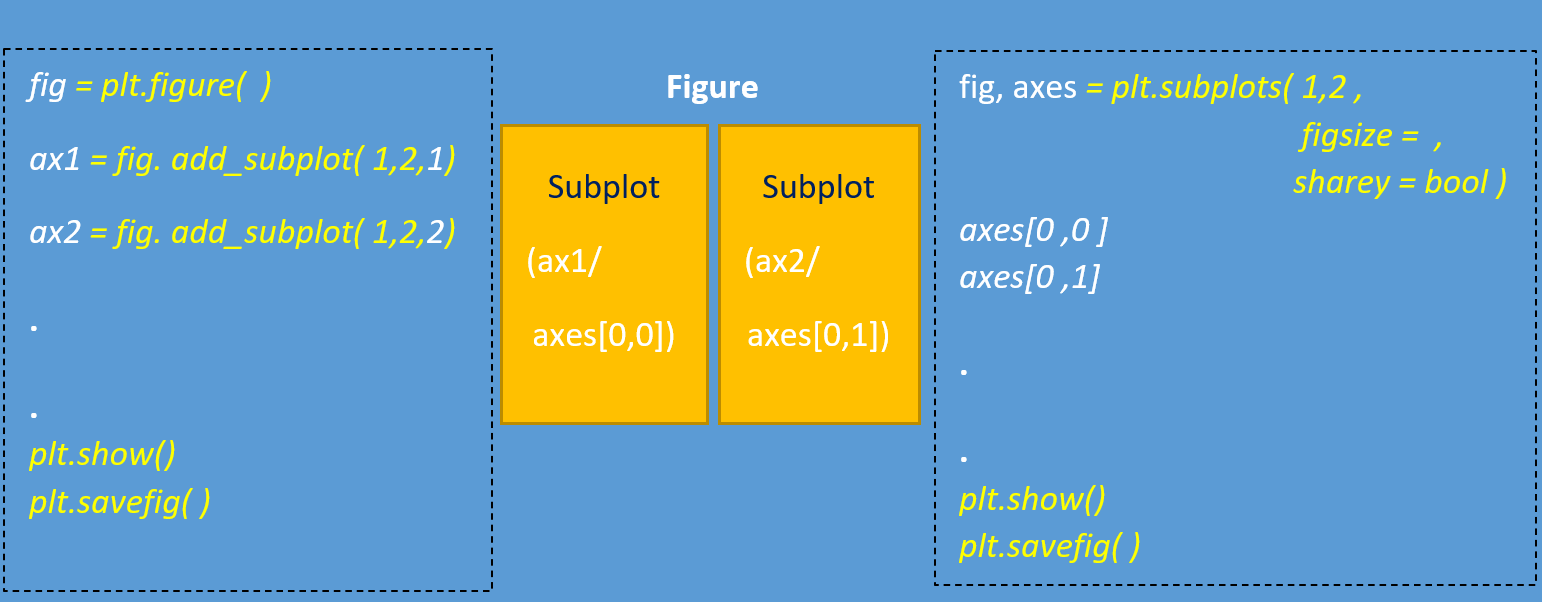 fig = plt.figure( )
ax1 = fig. add_subplot( 1,2,1)
ax2 = fig. add_subplot( 1,2,2)
.
.
plt.show()
plt.savefig( )
Figure
Subplot
(ax1/
axes[0,0])
Subplot
(ax2/
axes[0,1])
fig, axes = plt.subplots( 1,2 ,
figsize = ,
sharey = bool )
axes[0 ,0 ]
axes[0 ,1]
.
.
plt.show()
plt.savefig( )